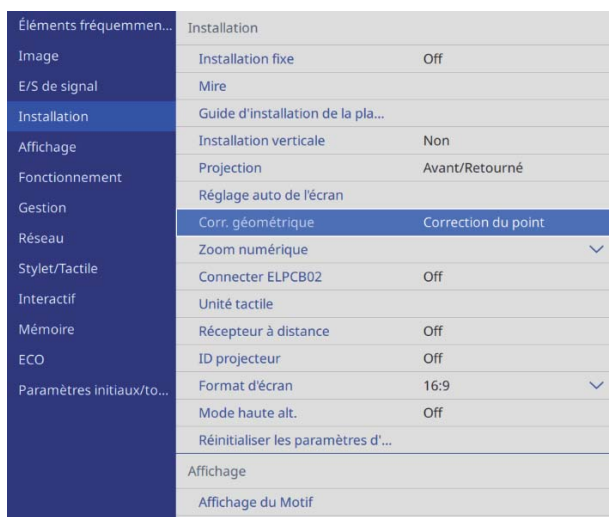 Éléments fréquemmen...
Image
E/S de signal
Installation
Affichage
Fonctionnement
Gestion
Réseau
Stylet/Tactile
Interactif
Mémoire
ECO
Paramètres initiaux/to...
Installation
Installation fixe Off
Mire
Guide d'installation de la pla...
Installation verticale Non
Projection Avant/Retourné
Réglage auto de l'écran
Corr. géométrique Correction du point
Zoom numérique
Connecter ELPCB02 Off
Unité tactile
Récepteur à distance Off
ID projecteur Off
Format d'écran 16:9
Mode haute alt. Off
Réinitialiser les paramètres d'...
Affichage
Affichage du Motif